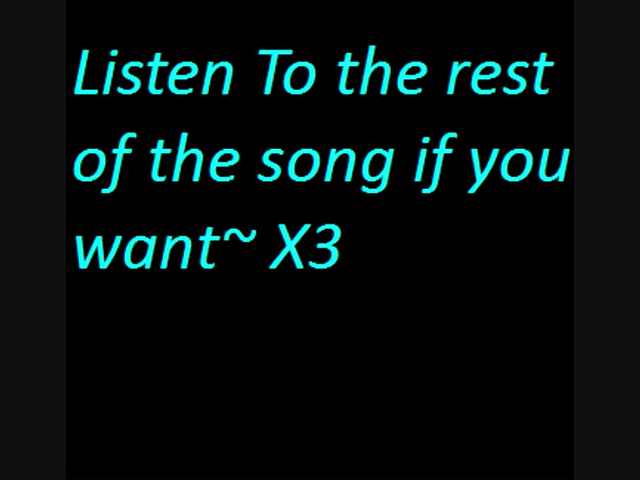 Listen To the rest
of the song if you
want~ X3